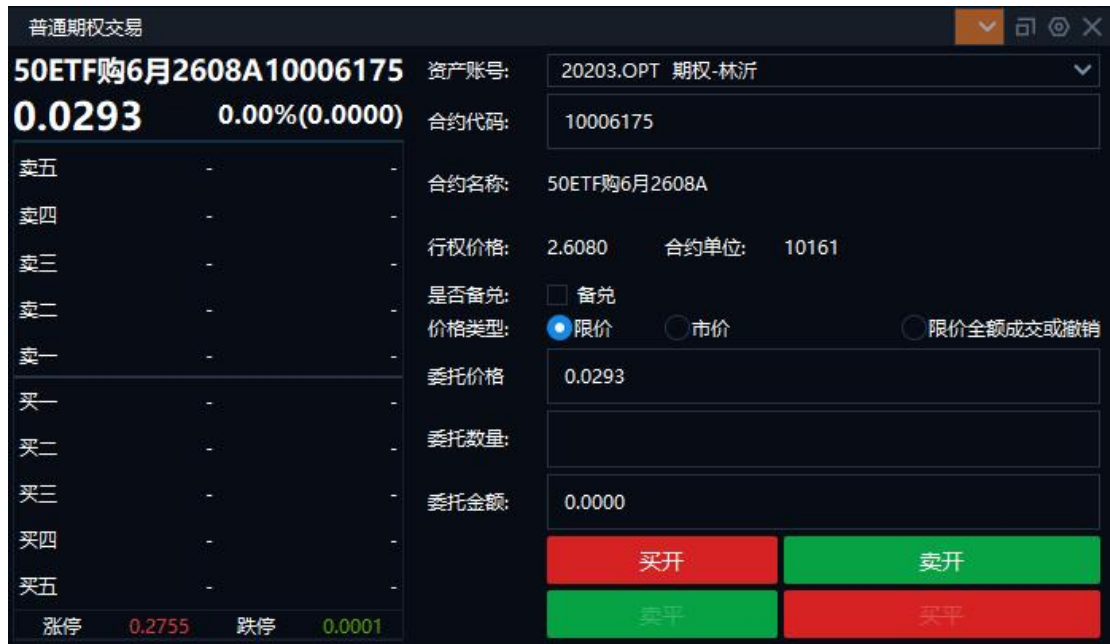 普通期权交易
50ETF购6月2608A10006175
0.0293 0.00%(0.0000)
卖五 - -
卖四 - -
卖三 - -
卖二 - -
卖一 - -
买一 - -
买二 - -
买三 - -
买四 - -
买五 - -
涨停 0.2755 跌停 0.0001
资产账号: 20203.OPT 期权-林沂
合约代码: 10006175
合约名称: 50ETF购6月2608A
行权价格: 2.6080 合约单位: 10161
是否备兑: 备兑
价格类型: 限价 市价 限价全额成交或撤销
委托价格 0.0293
委托数量:
委托金额: 0.0000
买开 卖开
卖平 买平